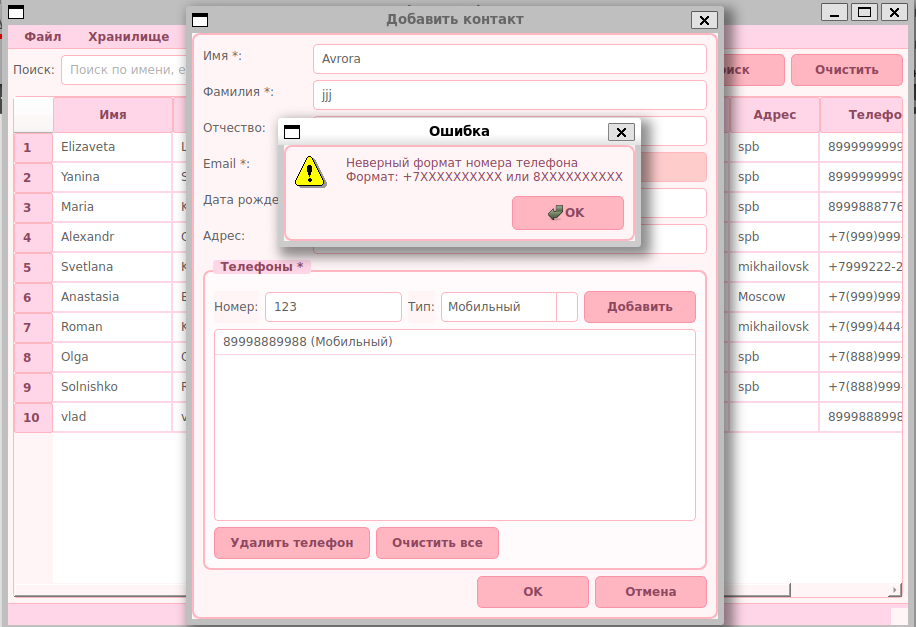 Добавить контакт
Файл Хранилище
Поиск: Поиск по имени, е
Очистить
Имя Адрес Телефо
1 Elizaveta spb 8999999999
2 Yanina spb 8999999999
3 Maria spb 8999888776
4 Alexandr spb +7(999)999-
5 Svetlana mikhailovsk +7999222-2
6 Anastasia Moscow +7(999)999
7 Roman mikhailovsk +7(999)444-
8 Olga spb +7(888)999-
9 Solnishko spb +7(888)999-
10 vlad 8999888998
Имя *: Avrora
Фамилия *: jjj
Отчество:
Email *:
Дата рожде
Адрес:
Ошибка
Неверный формат номера телефона
Формат: +7XXXXXXXXXX или 8XXXXXXXXXX
OK
Телефоны *
Номер: 123 Тип: Мобильный Добавить
89998889988 (Мобильный)
Удалить телефон Очистить все
OK Отмена